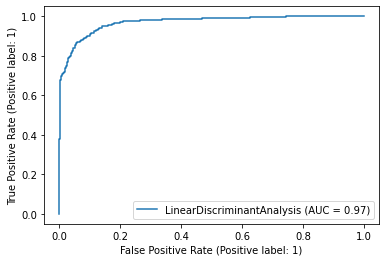 1.0
0.8
0.6
0.4
0.2
0.0
True Positive Rate (Positive label: 1)
LinearDiscriminantAnalysis (AUC = 0.97)
0.0 0.2 0.4 0.6 0.8 1.0
False Positive Rate (Positive label: 1)